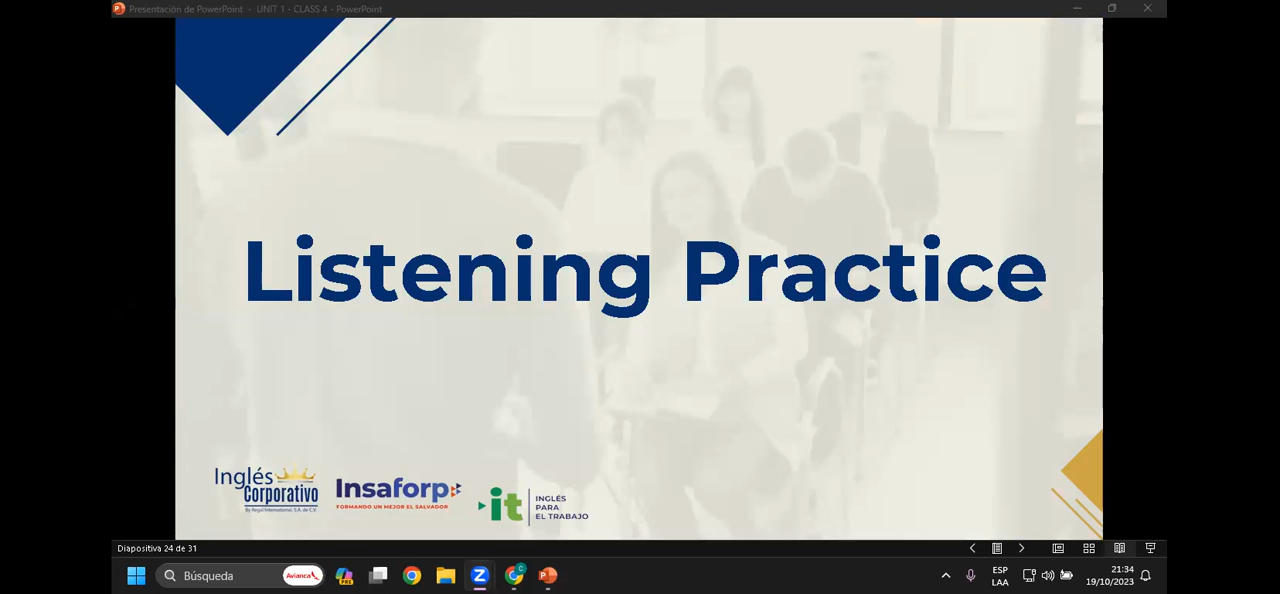 Presentación de PowerPoint - UNIT 1 - CLASS 4 - PowerPoint
Listening Practice
Inglés
Corporativo
By Regal International, S.A. de C.V.
Insaforp
FORMANDO UN MEJOR EL SALVADOR
it
INGLÉS
PARA
EL TRABAJO
Diapositiva 24 de 31
Búsqueda
Avianca
PRE
C
ESP
LAA
21:34
19/10/2023